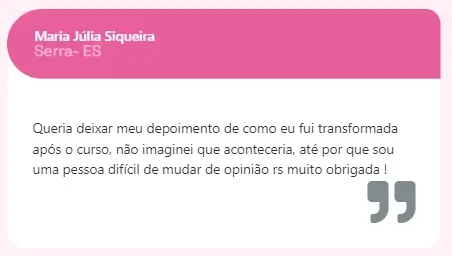 Maria Júlia Siqueira
Serra- ES
Queria deixar meu depoimento de como eu fui transformada
após o curso, não imaginei que aconteceria, até por que sou
uma pessoa difícil de mudar de opinião rs muito obrigada !
”